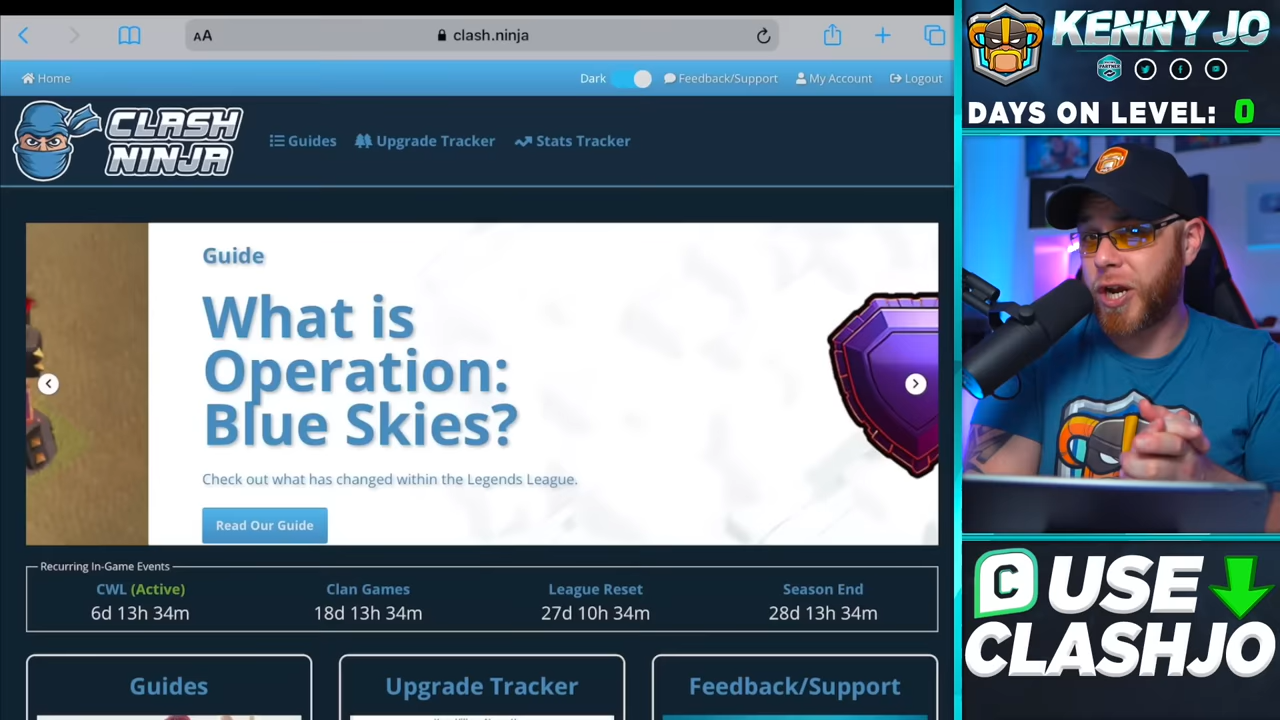 AA
clash.ninja
Home
Dark
Feedback/Support
My Account
Logout
CLASH
NINJA
Guides
Upgrade Tracker
Stats Tracker
Guide
What is
Operation:
Blue Skies?
Check out what has changed within the Legends League.
Read Our Guide
Recurring In-Game Events
CWL (Active)
6d 13h 34m
Clan Games
18d 13h 34m
League Reset
27d 10h 34m
Season End
28d 13h 34m
Guides
Upgrade Tracker
Feedback/Support
KENNY JO
DAYS ON LEVEL: 0
C USE
CLASHJO